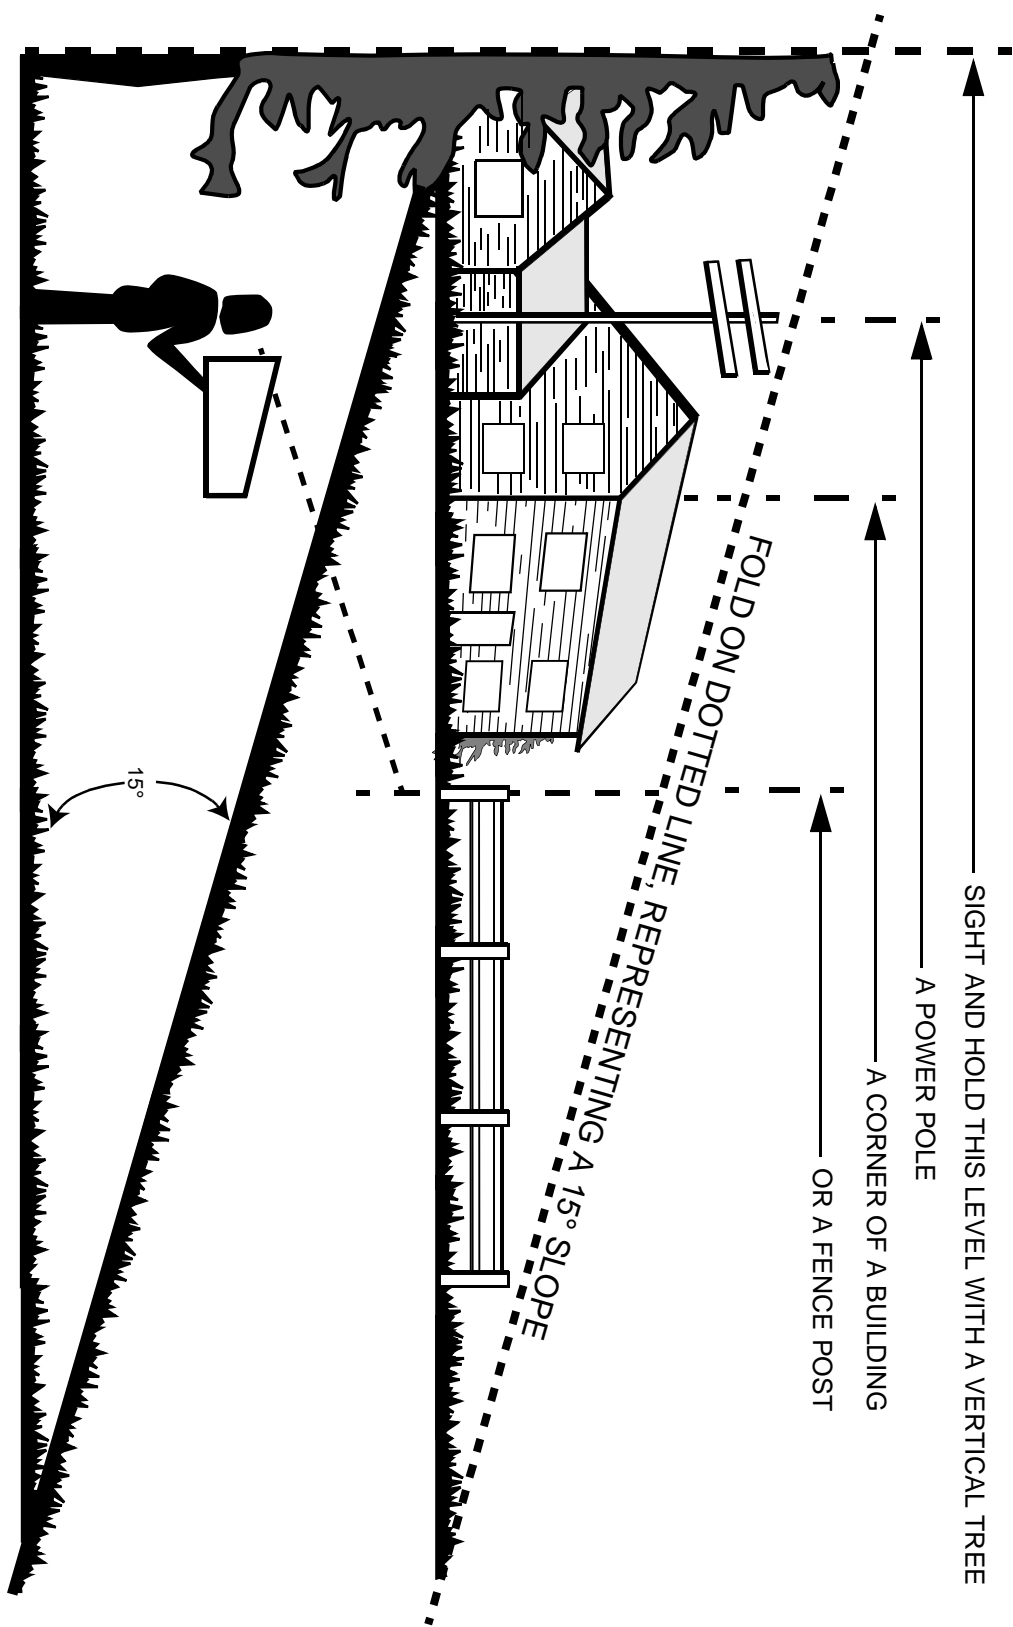 SIGHT AND HOLD THIS LEVEL WITH A VERTICAL TREE
A POWER POLE
A CORNER OF A BUILDING
OR A FENCE POST
FOLD ON DOTTED LINE, REPRESENTING A 15° SLOPE
15°